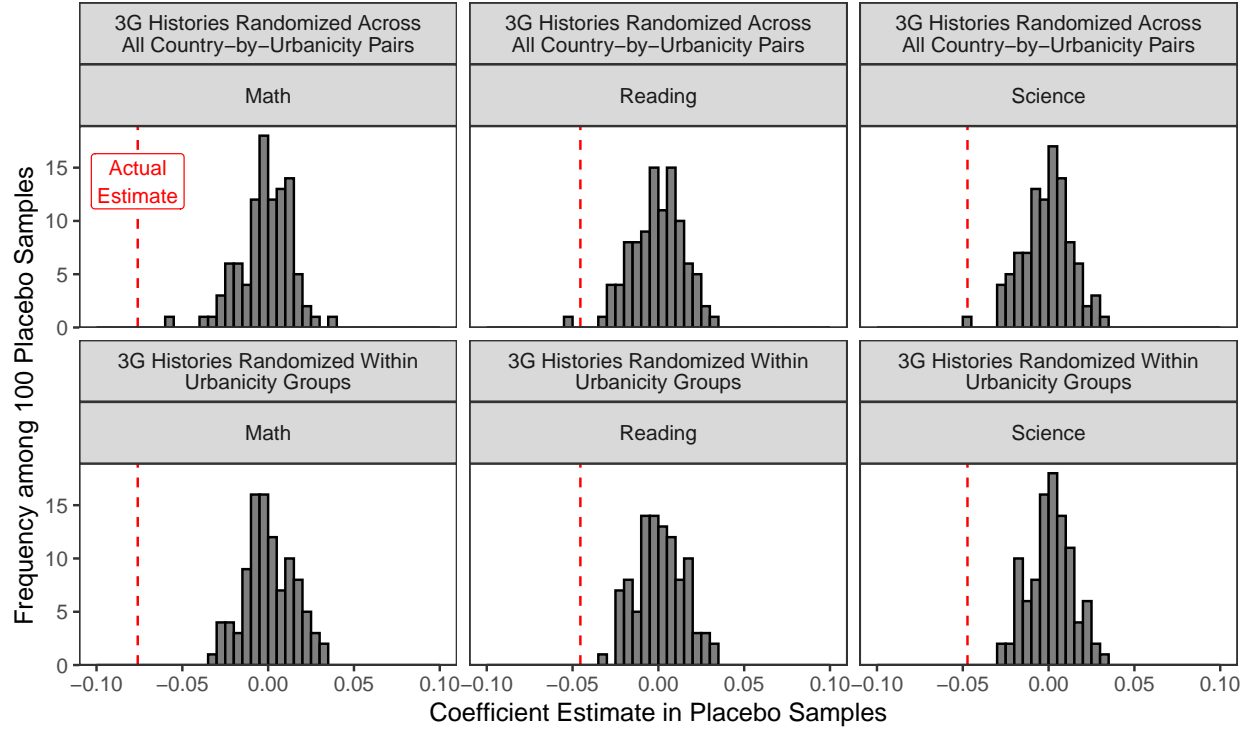 3G Histories Randomized Across
All Country−by−Urbanicity Pairs
Math
3G Histories Randomized Across
All Country−by−Urbanicity Pairs
Reading
3G Histories Randomized Across
All Country−by−Urbanicity Pairs
Science
Actual
Estimate
15
10
5
0
3G Histories Randomized Within
Urbanicity Groups
Math
3G Histories Randomized Within
Urbanicity Groups
Reading
3G Histories Randomized Within
Urbanicity Groups
Science
15
10
5
0
−0.10 −0.05 0.00 0.05 0.10
−0.10 −0.05 0.00 0.05 0.10
−0.10 −0.05 0.00 0.05 0.10
Coefficient Estimate in Placebo Samples
Frequency among 100 Placebo Samples